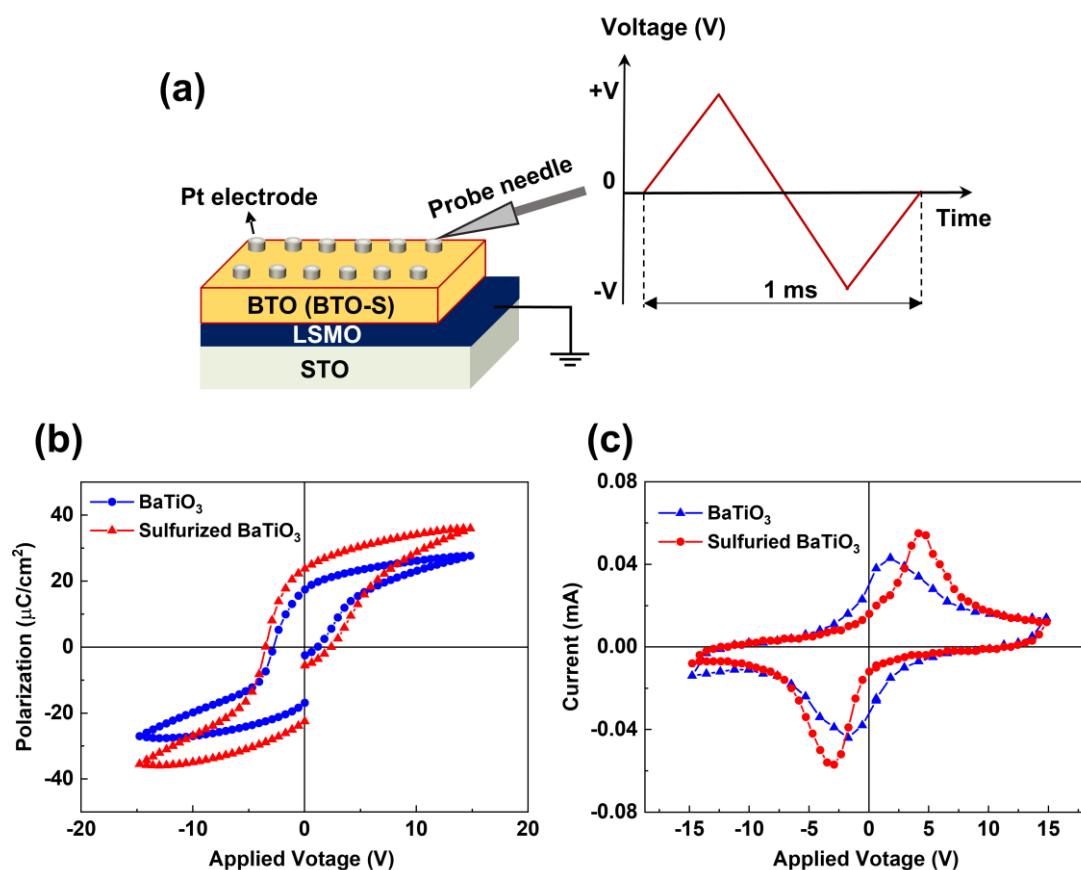 (a)
Voltage (V)
+V
0
-V
Time
1 ms
Pt electrode
Probe needle
BTO (BTO-S)
LSMO
STO
(b)
Polarization (μC/cm²)
40
20
0
-20
-40
BaTiO₃
Sulfurized BaTiO₃
-20 -10 0 10 20
Applied Votage (V)
(c)
Current (mA)
0.08
0.04
0.00
-0.04
-0.08
BaTiO₃
Sulfuried BaTiO₃
-15 -10 -5 0 5 10 15
Applied Votage (V)